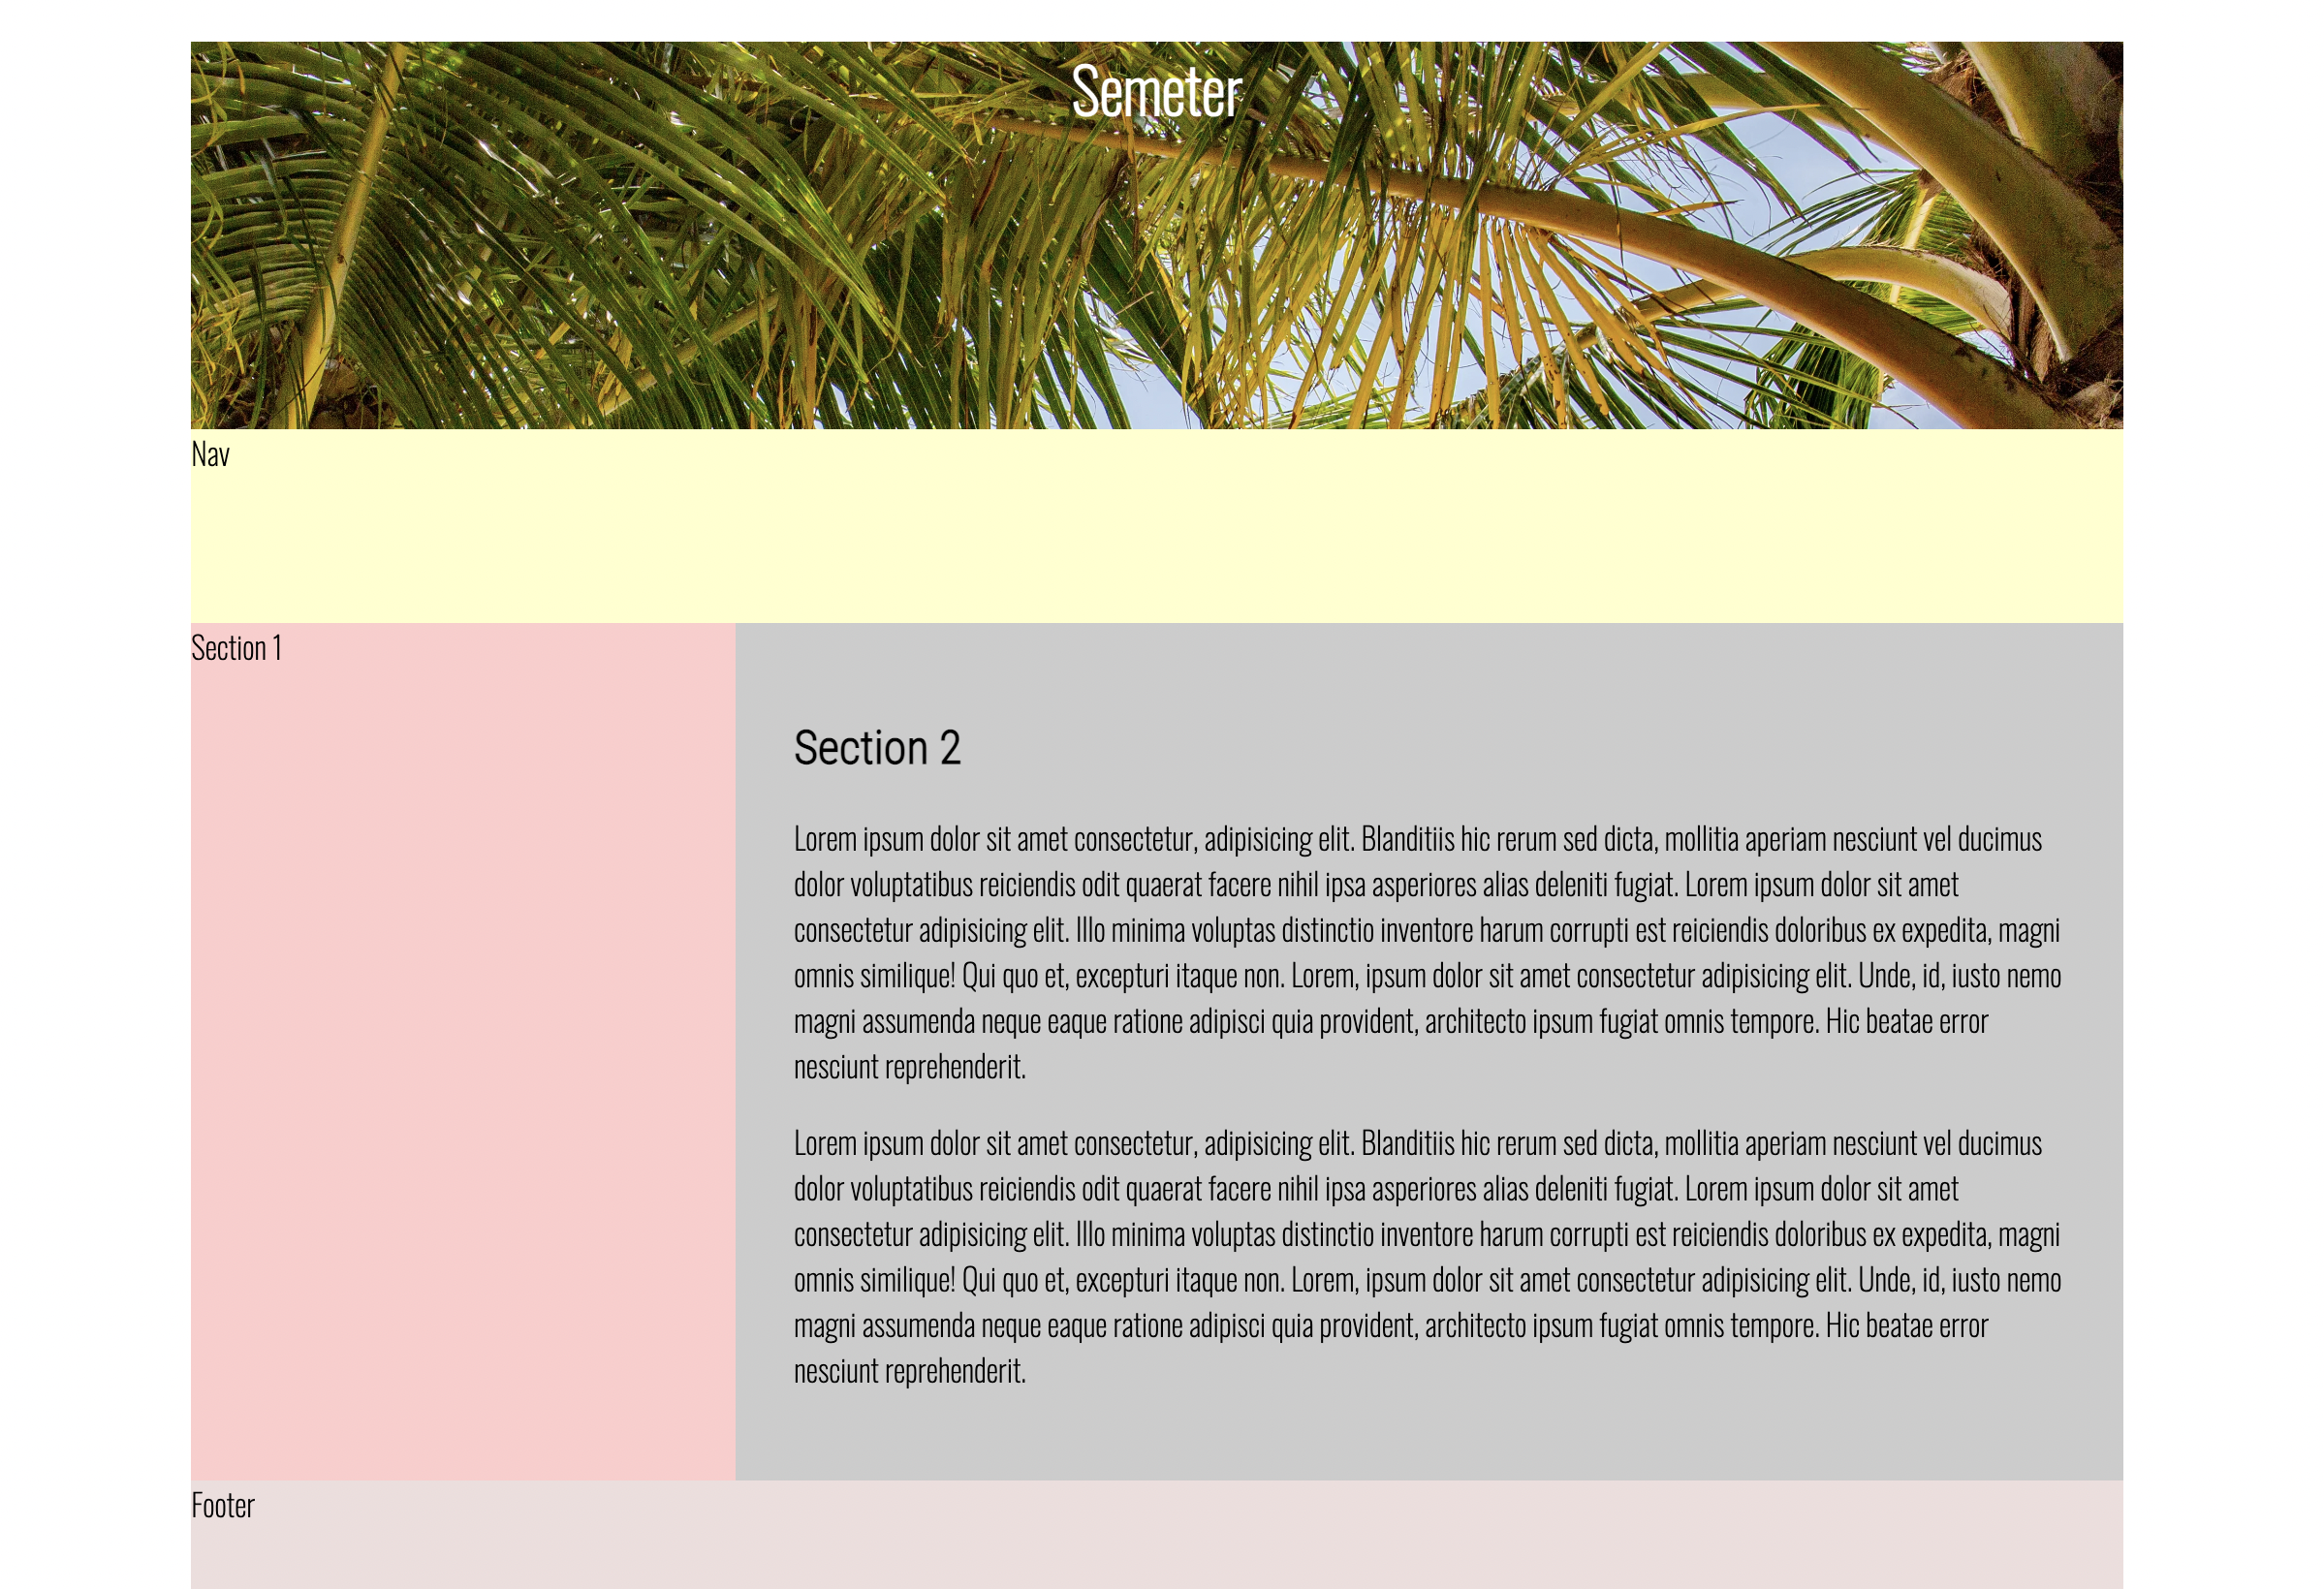 Semeter
Nav
Section 1
Section 2
Lorem ipsum dolor sit amet consectetur, adipisicing elit. Blanditiis hic rerum sed dicta, mollitia aperiam nesciunt vel ducimus
dolor voluptatibus reiciendis odit quaerat facere nihil ipsa asperiores alias deleniti fugiat. Lorem ipsum dolor sit amet
consectetur adipisicing elit. Illo minima voluptas distinctio inventore harum corrupti est reiciendis doloribus ex expedita, magni
omnis similique! Qui quo et, excepturi itaque non. Lorem, ipsum dolor sit amet consectetur adipisicing elit. Unde, id, iusto nemo
magni assumenda neque eaque ratione adipisci quia provident, architecto ipsum fugiat omnis tempore. Hic beatae error
nesciunt reprehenderit.
Lorem ipsum dolor sit amet consectetur, adipisicing elit. Blanditiis hic rerum sed dicta, mollitia aperiam nesciunt vel ducimus
dolor voluptatibus reiciendis odit quaerat facere nihil ipsa asperiores alias deleniti fugiat. Lorem ipsum dolor sit amet
consectetur adipisicing elit. Illo minima voluptas distinctio inventore harum corrupti est reiciendis doloribus ex expedita, magni
omnis similique! Qui quo et, excepturi itaque non. Lorem, ipsum dolor sit amet consectetur adipisicing elit. Unde, id, iusto nemo
magni assumenda neque eaque ratione adipisci quia provident, architecto ipsum fugiat omnis tempore. Hic beatae error
nesciunt reprehenderit.
Footer